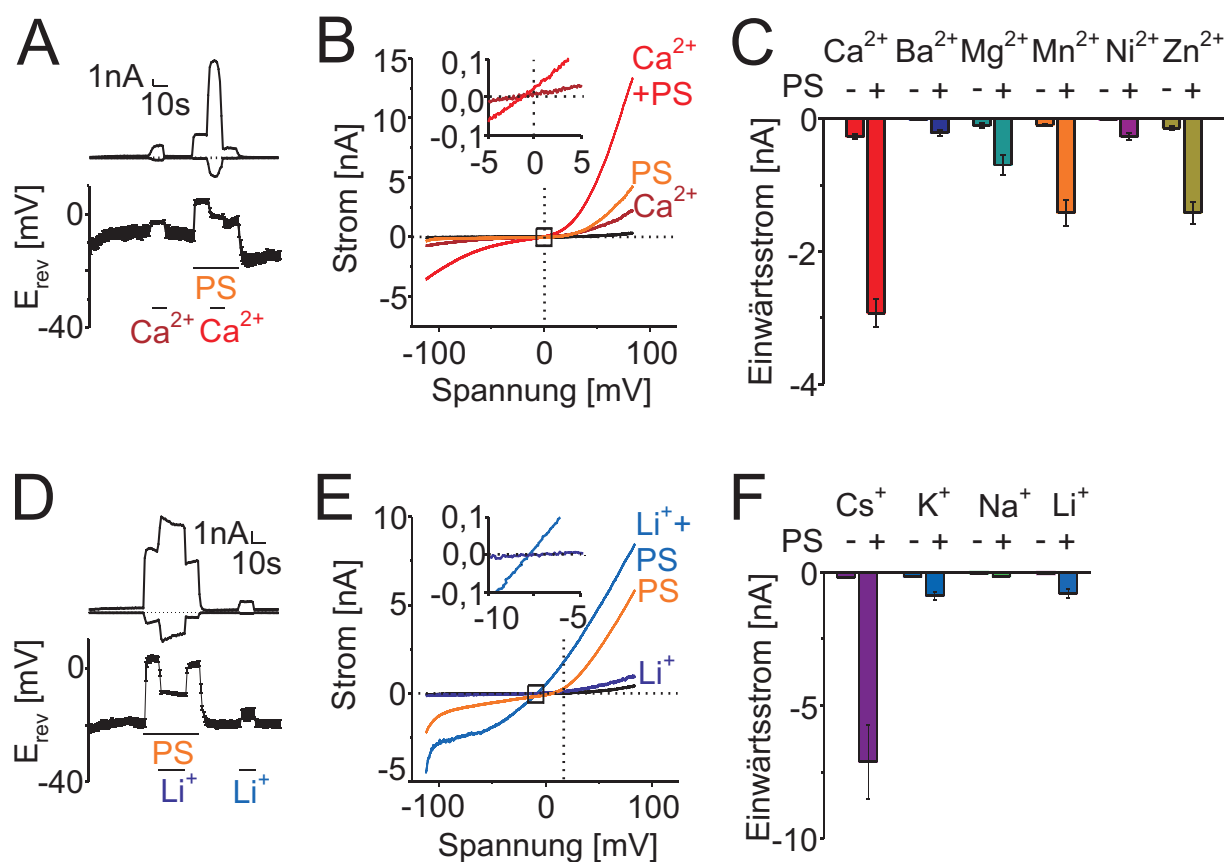 A
1nA
10s
0
-40
E_rev [mV]
PS
Ca²⁺ Ca²⁺
B
15
10
5
0
-5
Strom [nA]
0,1
0,0
-0,1
-5 0 5
Ca²⁺
+PS
PS
Ca²⁺
-100 0 100
Spannung [mV]
C
Ca²⁺ Ba²⁺ Mg²⁺ Mn²⁺ Ni²⁺ Zn²⁺
PS - + - + - + - + - + - +
0
-2
-4
Einwärtsstrom [nA]
D
1nA
10s
0
-40
E_rev [mV]
PS
Li⁺ Li⁺
E
10
5
0
-5
Strom [nA]
0,1
0,0
-0,1
-10 -5
Li⁺+
PS
PS
Li⁺
-100 0 100
Spannung [mV]
F
Cs⁺ K⁺ Na⁺ Li⁺
PS - + - + - + - +
0
-5
-10
Einwärtsstrom [nA]